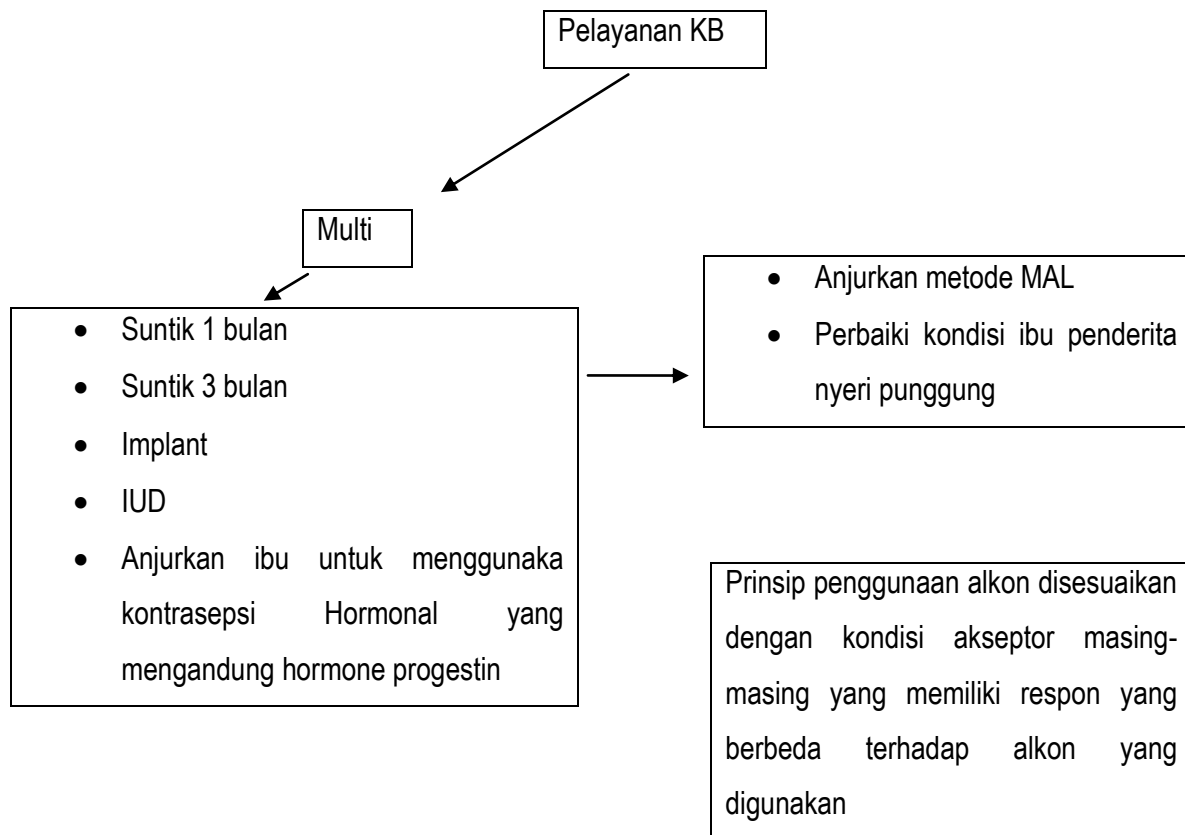 Pelayanan KB
Multi
• Suntik 1 bulan
• Suntik 3 bulan
• Implant
• IUD
• Anjurkan ibu untuk menggunaka
kontrasepsi Hormonal yang
mengandung hormone progestin
• Anjurkan metode MAL
• Perbaiki kondisi ibu penderita
nyeri punggung
Prinsip penggunaan alkon disesuaikan
dengan kondisi akseptor masing-
masing yang memiliki respon yang
berbeda terhadap alkon yang
digunakan